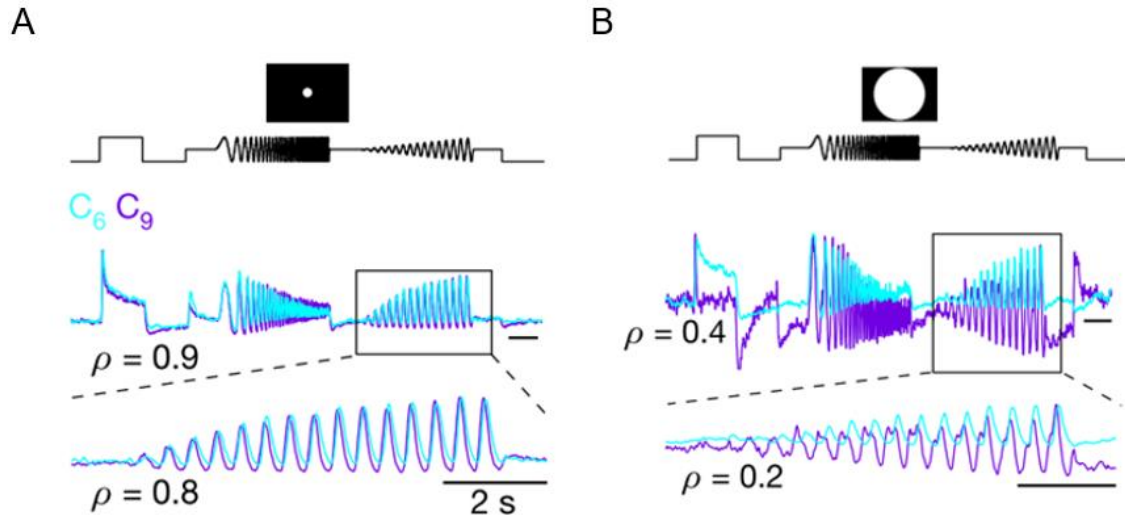 A
B
C₆ C₉
ρ = 0.9
ρ = 0.4
ρ = 0.8
2 s
ρ = 0.2